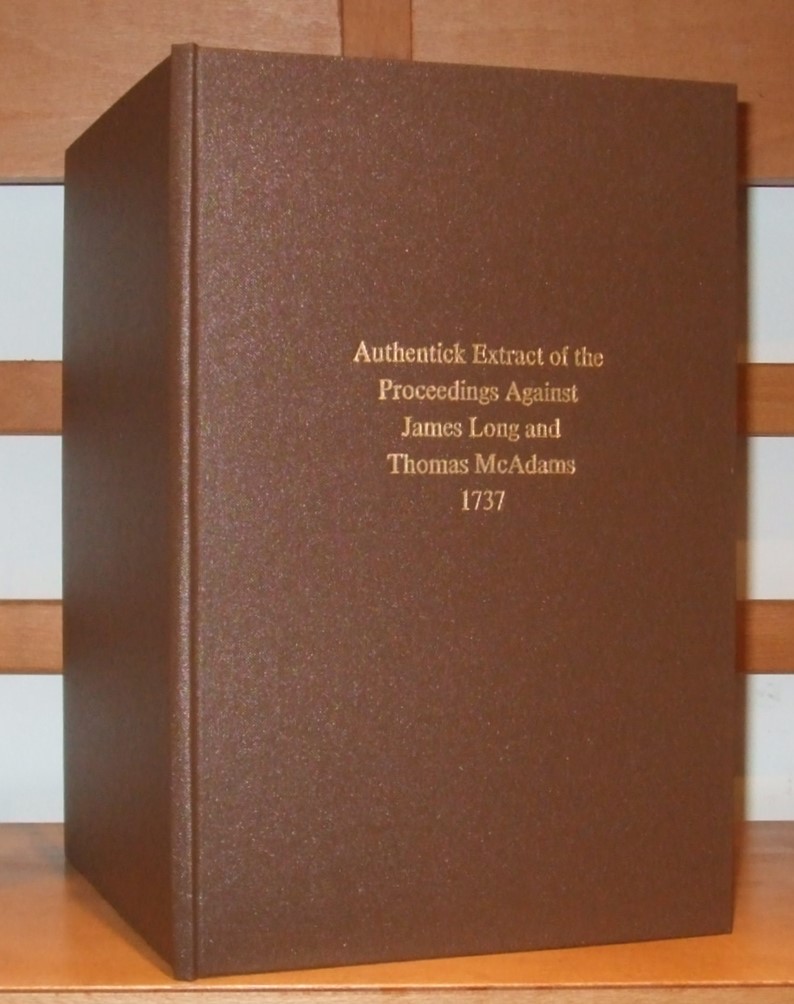 Authentick Extract of the
Proceedings Against
James Long and
Thomas McAdams
1737